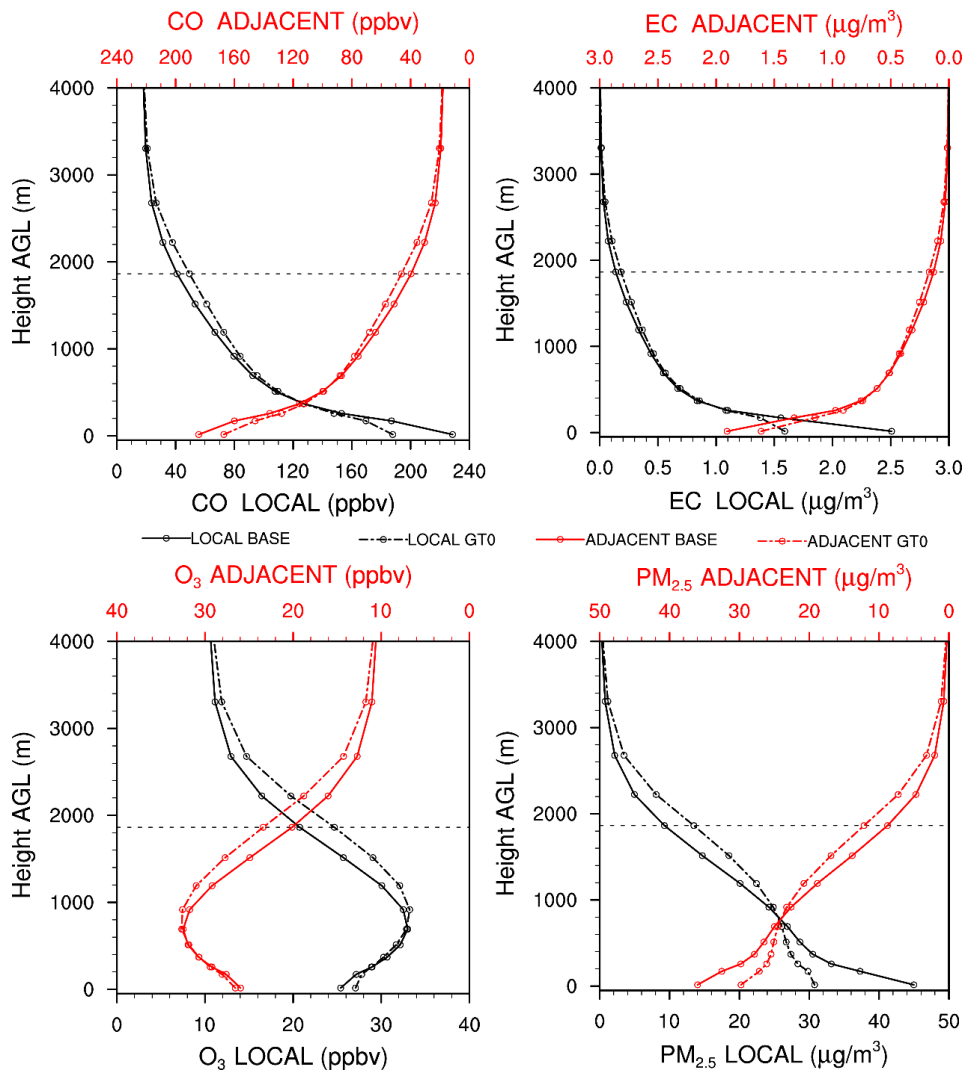 CO ADJACENT (ppbv)
220 180 140 100 60 20 0
4000
3000
2000
1000
0
Height AGL (m)
0 40 80 120 160 200 240
CO LOCAL (ppbv)
EC ADJACENT (μg/m³)
3.0 2.5 2.0 1.5 1.0 0.5 0.0
4000
3000
2000
1000
0
Height AGL (m)
0.0 0.5 1.0 1.5 2.0 2.5 3.0
EC LOCAL (μg/m³)
LOCAL BASE LOCAL GT0 ADJACENT BASE ADJACENT GT0
O₃ ADJACENT (ppbv)
40 30 20 10 0
4000
3000
2000
1000
0
Height AGL (m)
0 10 20 30 40
O₃ LOCAL (ppbv)
PM₂.₅ ADJACENT (μg/m³)
50 40 30 20 10 0
4000
3000
2000
1000
0
Height AGL (m)
0 10 20 30 40 50
PM₂.₅ LOCAL (μg/m³)